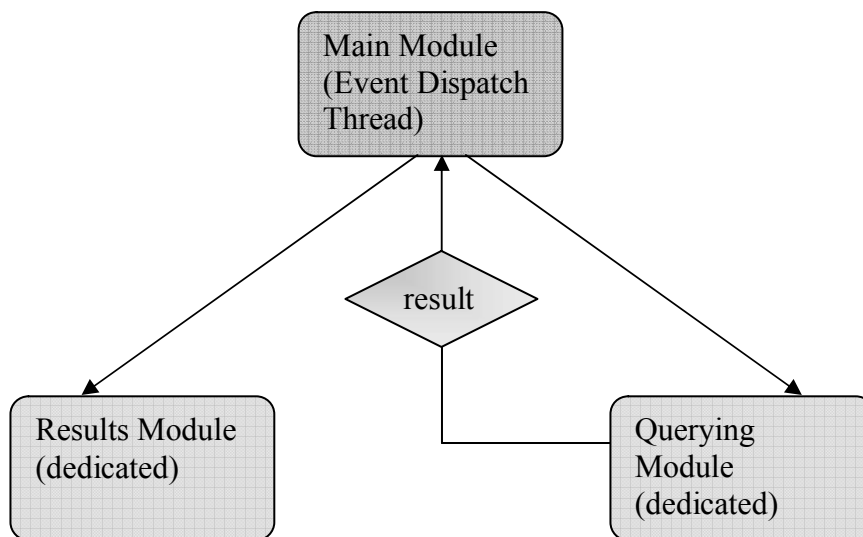 Main Module
(Event Dispatch
Thread)
result
Results Module
(dedicated)
Querying
Module
(dedicated)